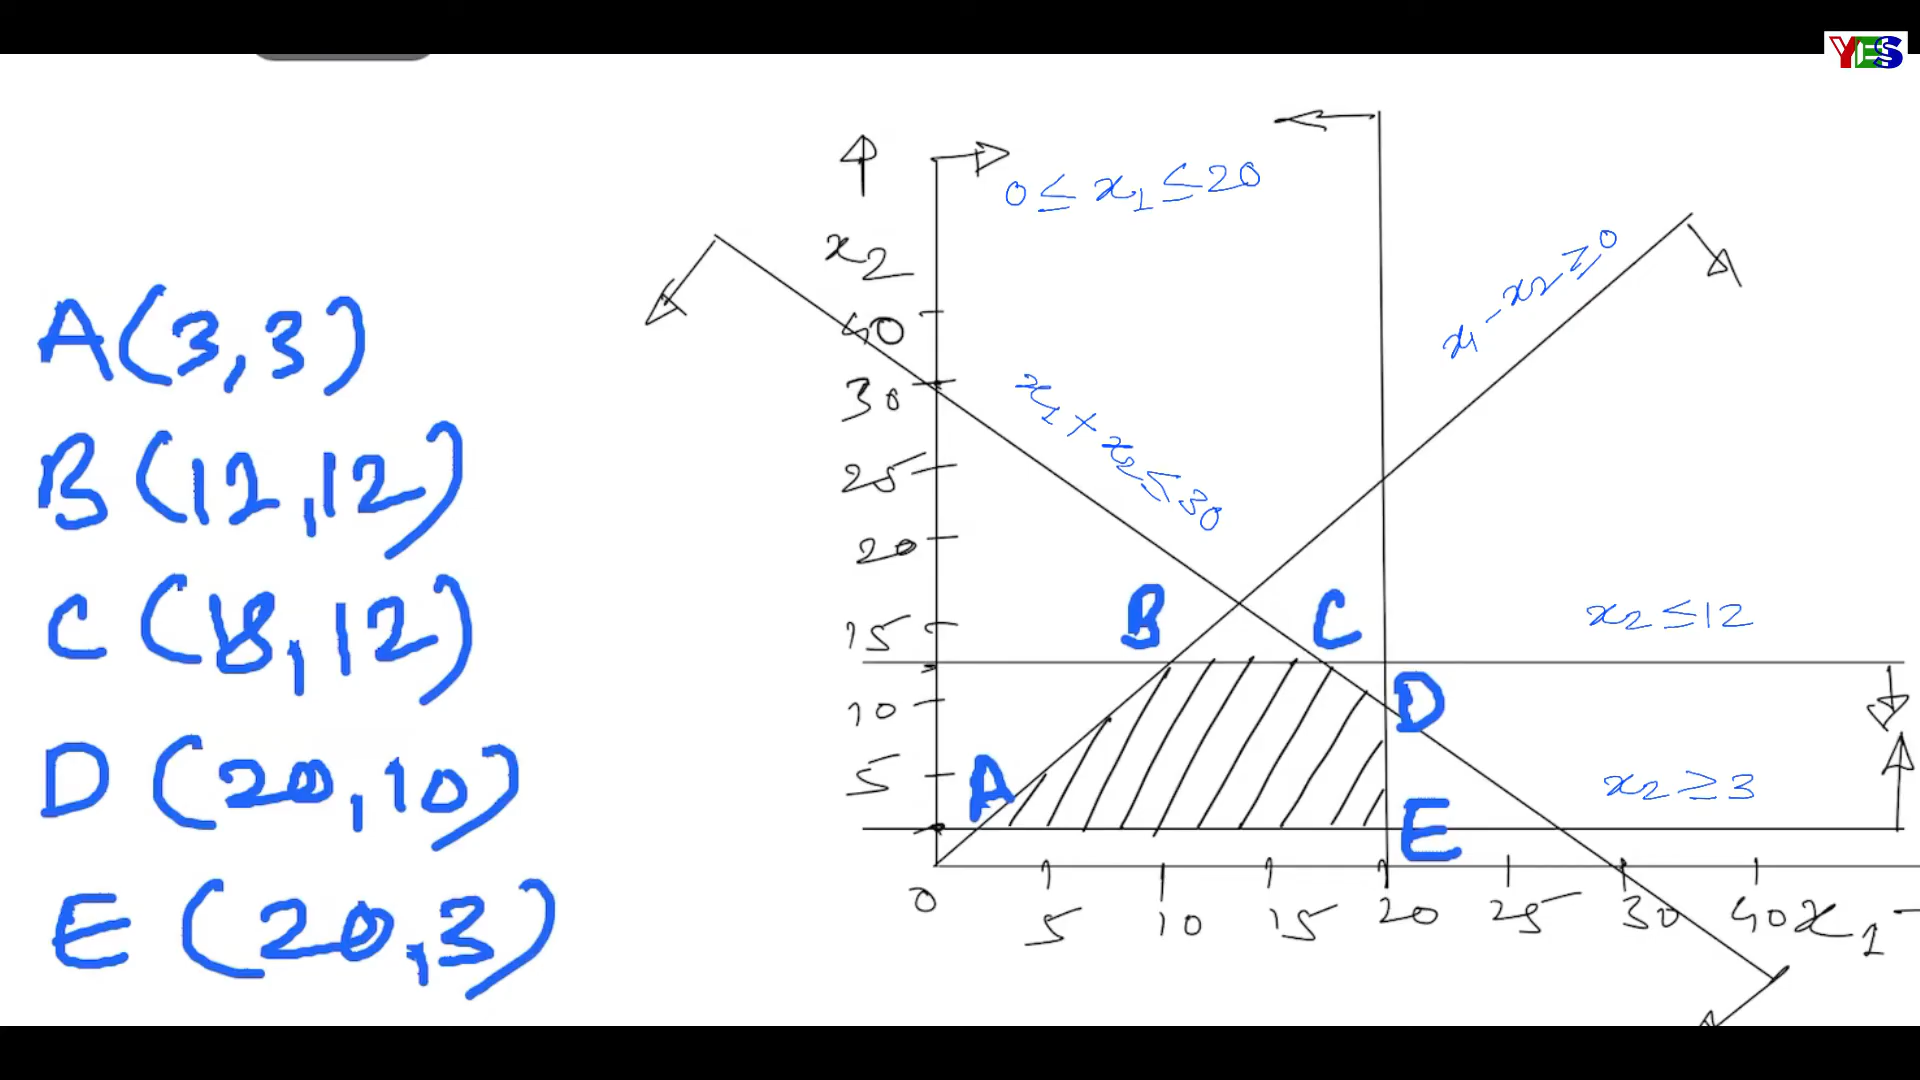 YES
A(3,3)
B(12,12)
C(18,12)
D(20,10)
E(20,3)
0 ≤ x₁ ≤ 20
x₂
40
30
25
20
15
10
5
x₁ + x₂ ≤ 30
x₁ - x₂ ≥ 0
B
C
x₂ ≤ 12
D
A
x₂ ≥ 3
E
0
5
10
15
20
25
30
40
x₁